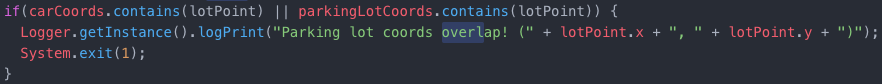 if(carCoords.contains(lotPoint) || parkingLotCoords.contains(lotPoint)) {
  Logger.getInstance().logPrint("Parking lot coords overlap! (" + lotPoint.x + ", " + lotPoint.y + ")");
  System.exit(1);
}